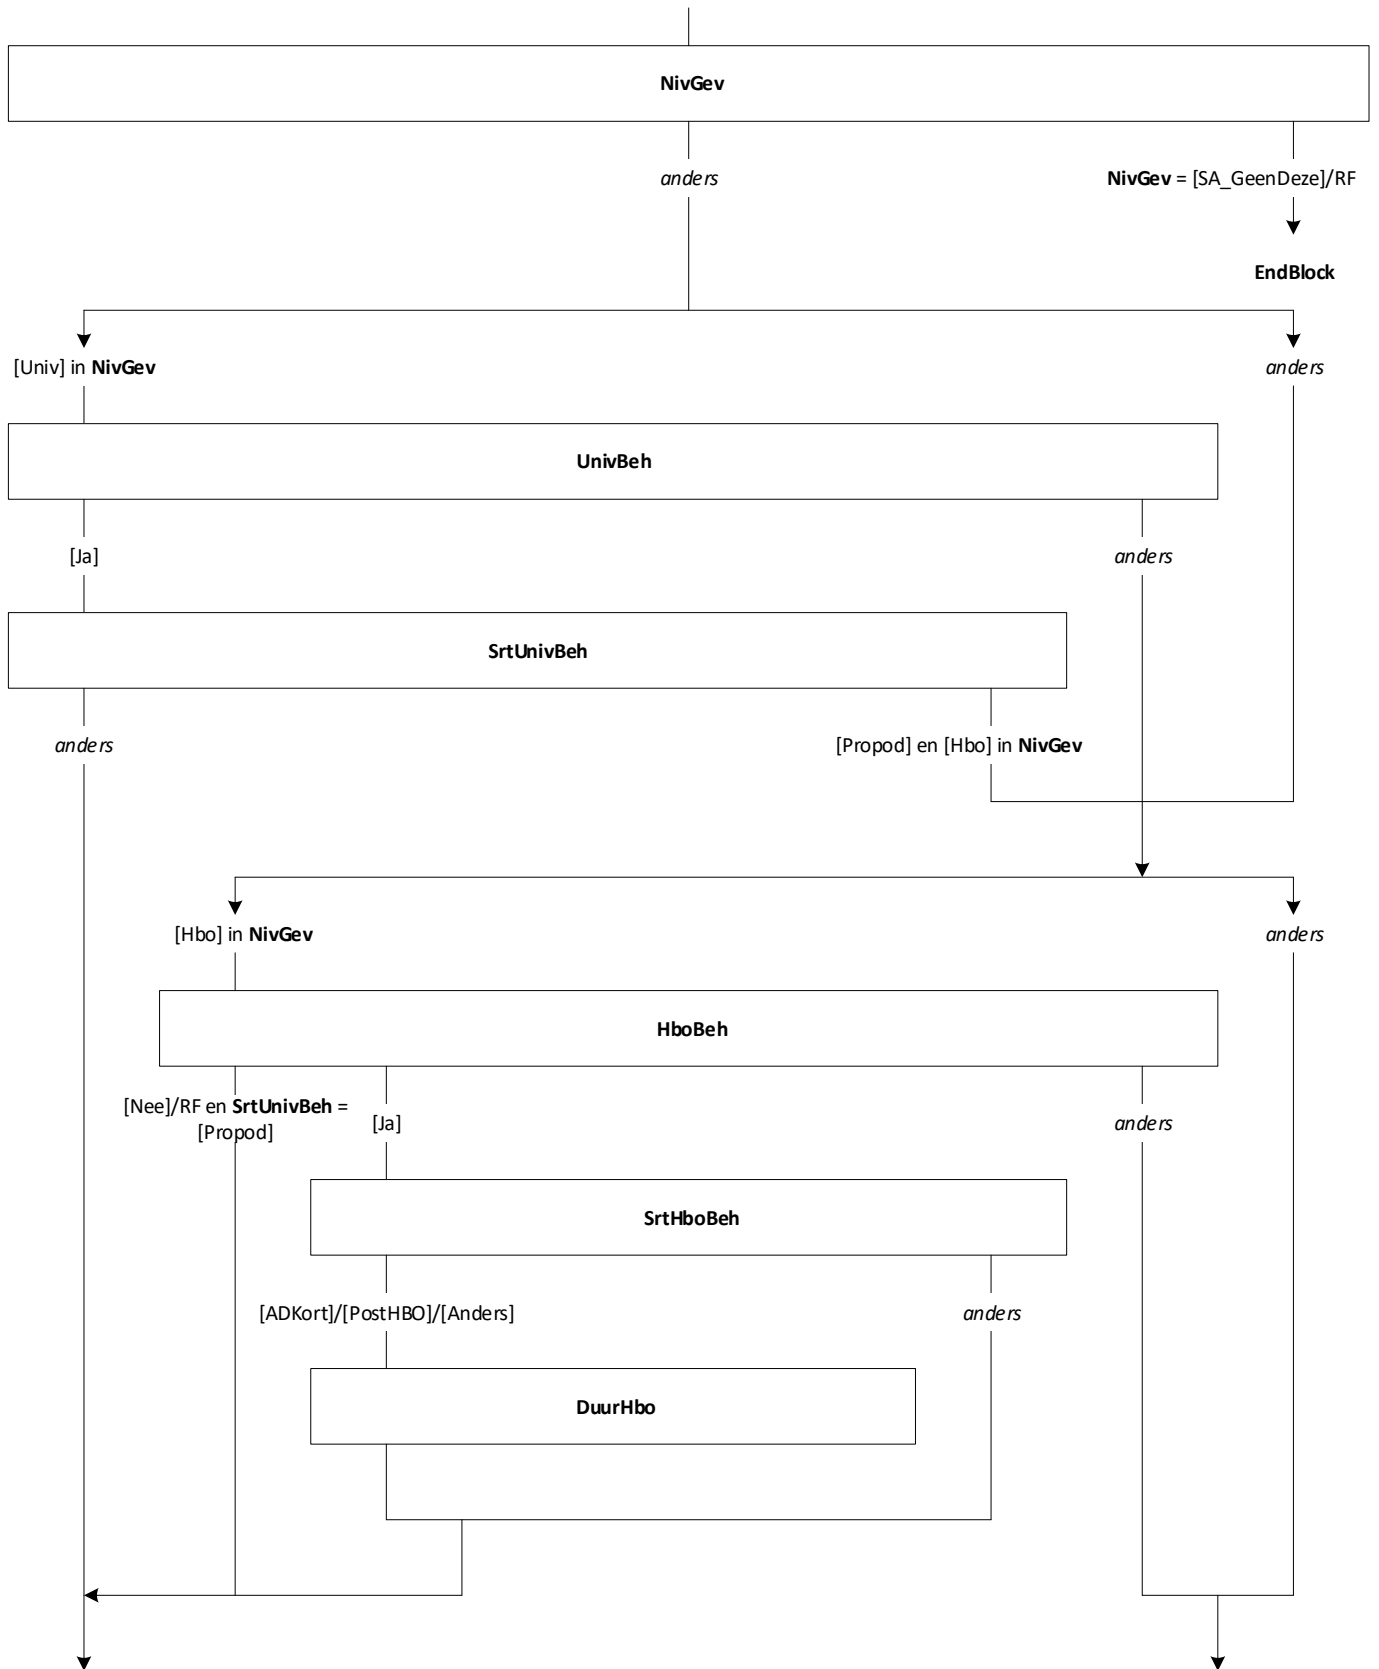 NivGev
anders
NivGev = [SA_GeenDeze]/RF
EndBlock
[Univ] in NivGev
anders
UnivBeh
[Ja]
anders
SrtUnivBeh
anders
[Propod] en [Hbo] in NivGev
[Hbo] in NivGev
anders
HboBeh
[Nee]/RF en SrtUnivBeh =
[Propod]
[Ja]
anders
SrtHboBeh
[ADKort]/[PostHBO]/[Anders]
anders
DuurHbo